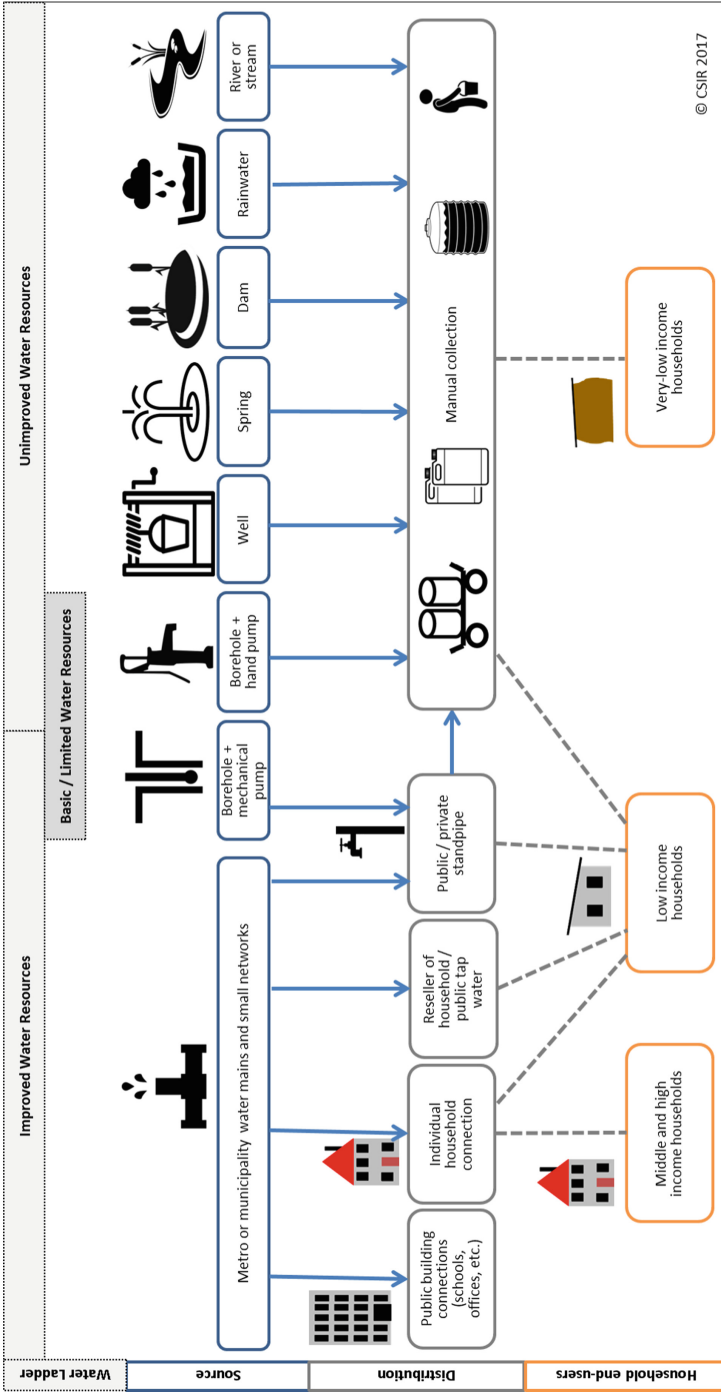 Water Ladder
Improved Water Resources
Unimproved Water Resources
Basic / Limited Water Resources
Source
Metro or municipality water mains and small networks
Borehole +
mechanical
pump
Borehole +
hand pump
Well
Spring
Dam
Rainwater
River or
stream
Distribution
Public building
connections
(schools,
offices, etc.)
Individual
household
connection
Reseller of
household /
public tap
water
Public / private
standpipe
Manual collection
Household end-users
Middle and high
income households
Low income
households
Very-low income
households
© CSIR 2017